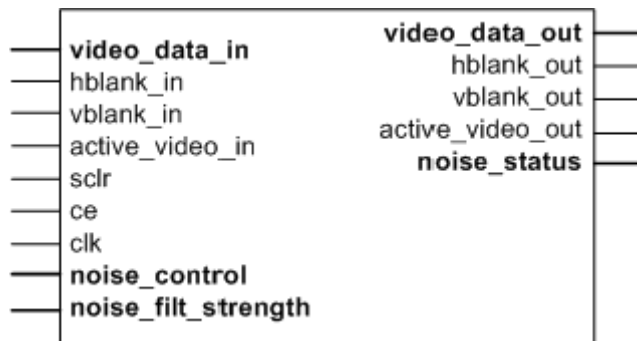 video_data_in
hblank_in
vblank_in
active_video_in
sclr
ce
clk
noise_control
noise_filt_strength
video_data_out
hblank_out
vblank_out
active_video_out
noise_status